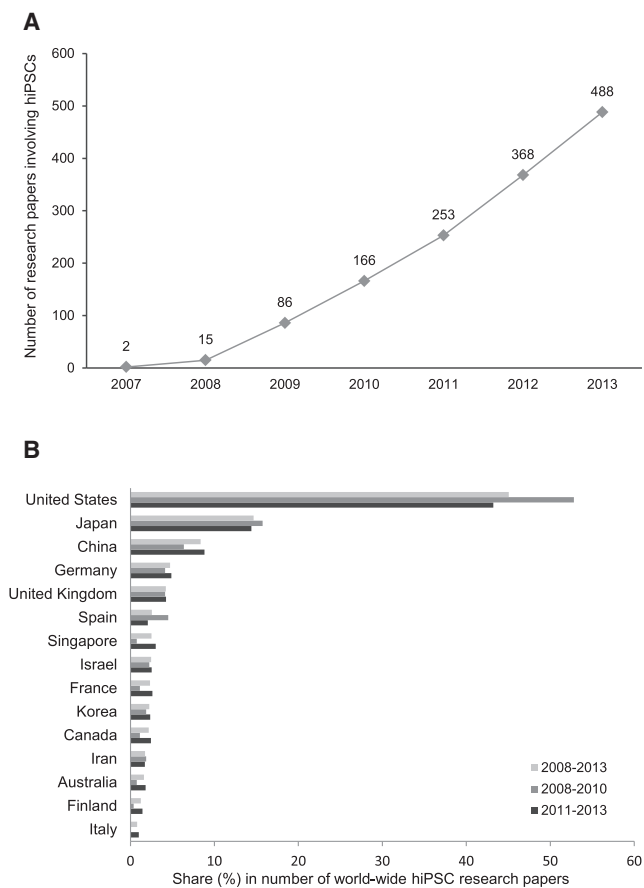 A
Number of research papers involving hiPSCs
600
500
400
300
200
100
0
2
15
86
166
253
368
488
2007 2008 2009 2010 2011 2012 2013
B
United States
Japan
China
Germany
United Kingdom
Spain
Singapore
Israel
France
Korea
Canada
Iran
Australia
Finland
Italy
2008-2013
2008-2010
2011-2013
0 10 20 30 40 50 60
Share (%) in number of world-wide hiPSC research papers